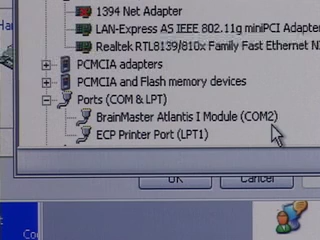 1394 Net Adapter
LAN-Express AS IEEE 802.11g miniPCI Adapter
Realtek RTL8139/810x Family Fast Ethernet NI
PCMCIA adapters
PCMCIA and Flash memory devices
Ports (COM & LPT)
BrainMaster Atlantis I Module (COM2)
ECP Printer Port (LPT1)
OK
Cancel